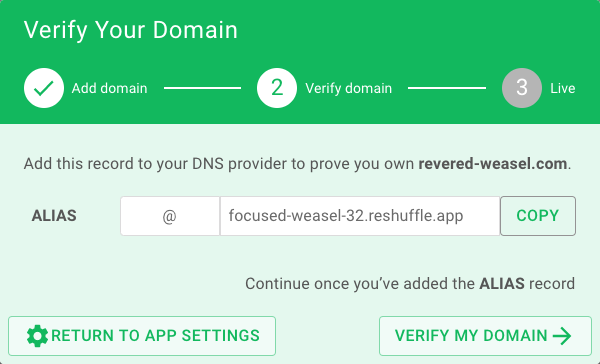 Verify Your Domain
Add domain 2 Verify domain 3 Live
Add this record to your DNS provider to prove you own revered-weasel.com.
ALIAS @ focused-weasel-32.reshuffle.app COPY
Continue once you've added the ALIAS record
RETURN TO APP SETTINGS VERIFY MY DOMAIN